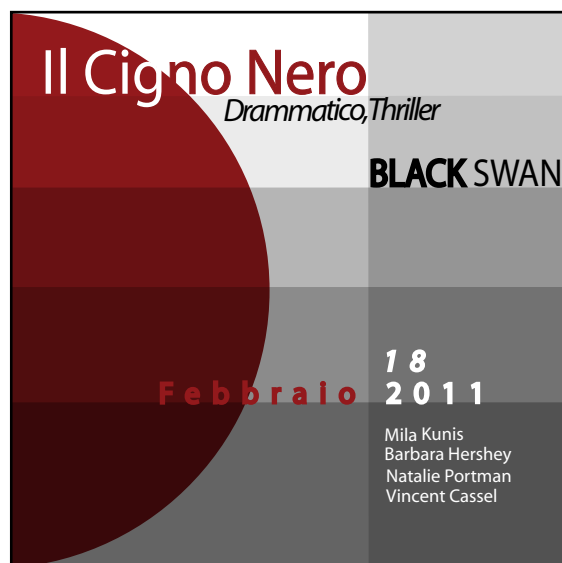 Il Cigno Nero
Drammatico,Thriller
BLACK SWAN
18
Febbraio 2011
Mila Kunis
Barbara Hershey
Natalie Portman
Vincent Cassel